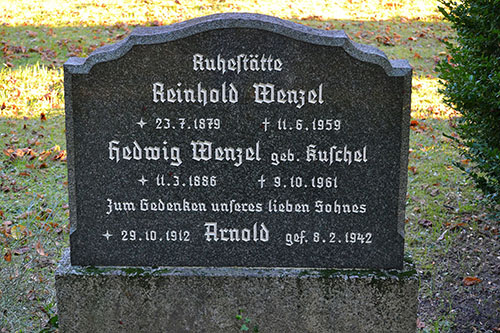 Ruhestätte
Reinhold Wenzel
* 23.7.1879 † 11.6.1959
Hedwig Wenzel geb. Kuschel
* 11.3.1886 † 9.10.1961
Zum Gedenken unseres lieben Sohnes
* 29.10.1912 Arnold gef. 8.2.1942